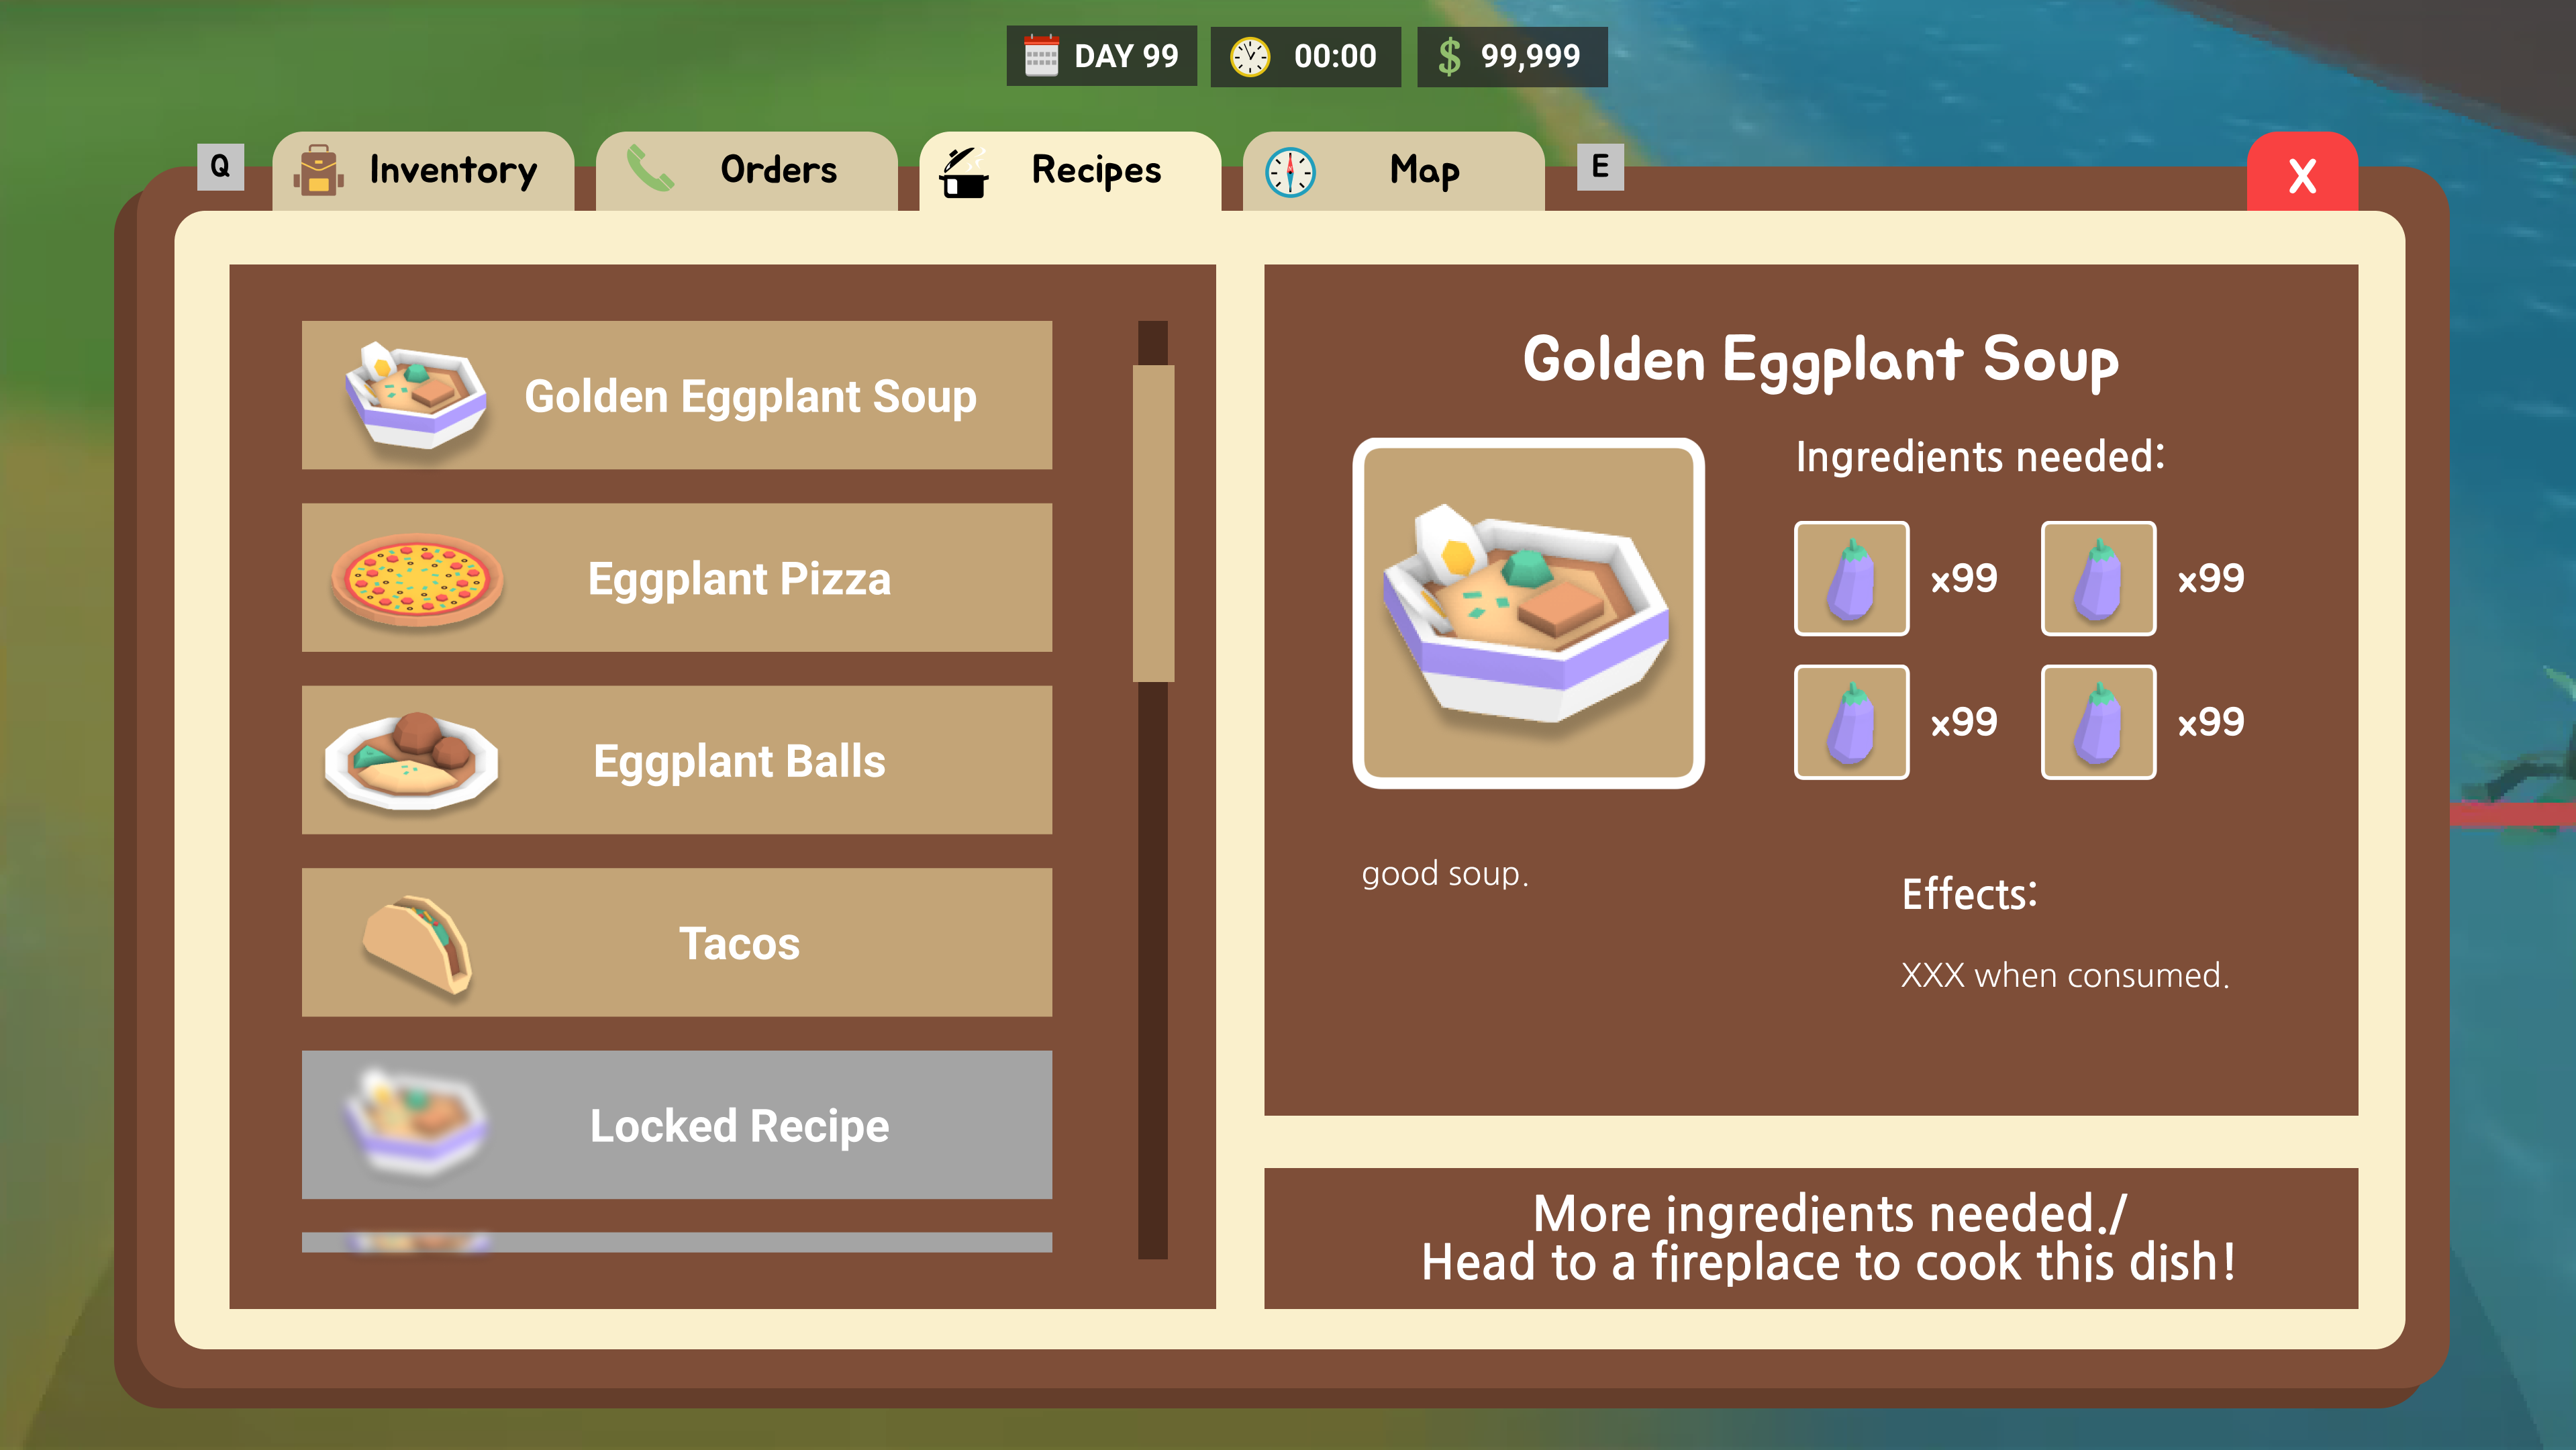 DAY 99
00:00
$ 99,999
Q
Inventory
Orders
Recipes
Map
E
X
Golden Eggplant Soup
Eggplant Pizza
Eggplant Balls
Tacos
Locked Recipe
Golden Eggplant Soup
Ingredients needed:
x99
x99
x99
x99
good soup.
Effects:
XXX when consumed.
More ingredients needed./
Head to a fireplace to cook this dish!